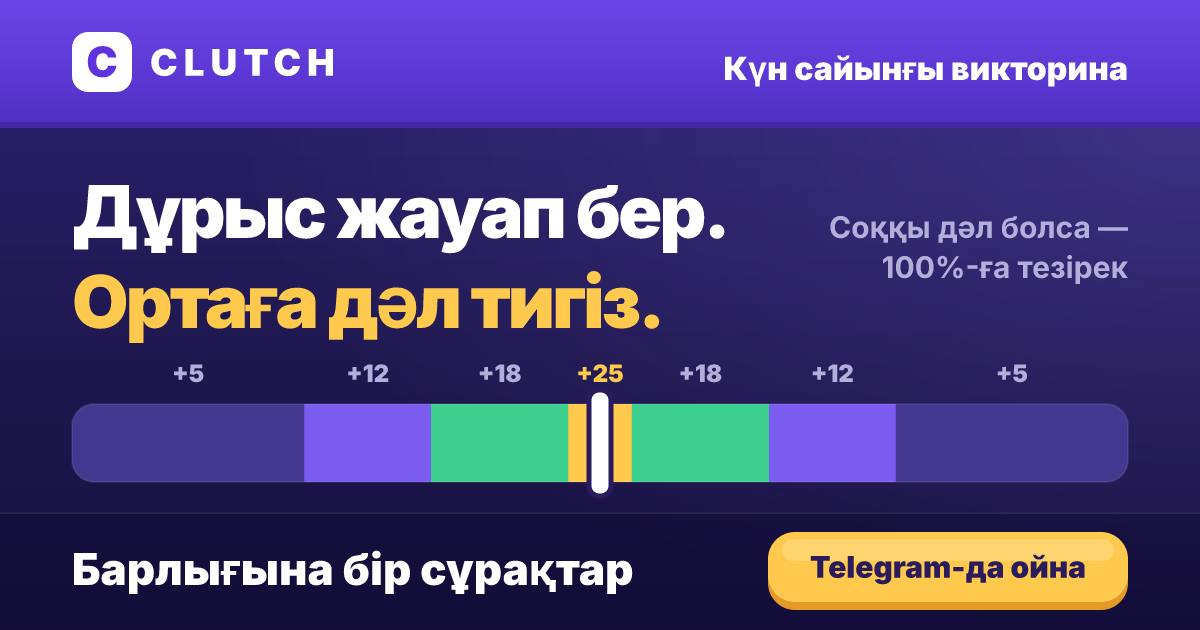 C CLUTCH
Күн сайынғы викторина
Дұрыс жауап бер.
Ортаға дәл тигіз.
Соққы дәл болса —
100%-ға тезірек
+5 +12 +18 +25 +18 +12 +5
Барлығына бір сұрақтар
Telegram-да ойна